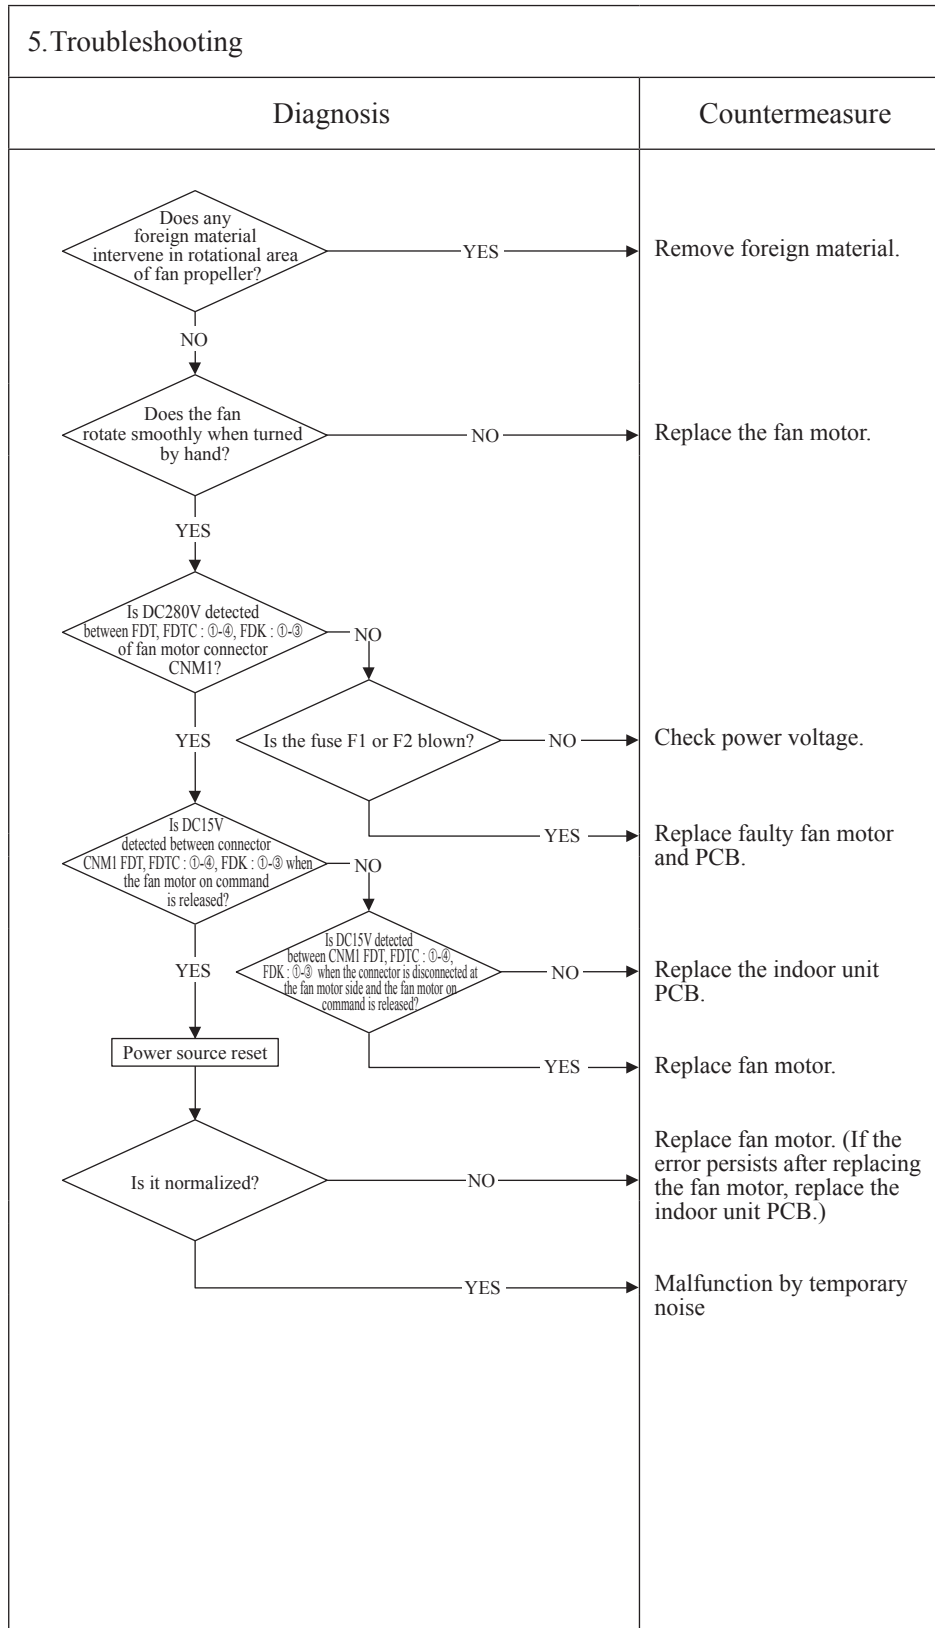 5.Troubleshooting
Diagnosis
Countermeasure
Does any
foreign material
intervene in rotational area
of fan propeller?
YES
Remove foreign material.
NO
Does the fan
rotate smoothly when turned
by hand?
NO
Replace the fan motor.
YES
Is DC280V detected
between FDT, FDTC : ①-④, FDK : ①-③
of fan motor connector
CNM1?
NO
YES
Is the fuse F1 or F2 blown?
NO
Check power voltage.
YES
Replace faulty fan motor
and PCB.
Is DC15V
detected between connector
CNM1 FDT, FDTC : ①-④, FDK : ①-③ when
the fan motor on command
is released?
NO
YES
Is DC15V detected
between CNM1 FDT, FDTC : ①-④,
FDK : ①-③ when the connector is disconnected at
the fan motor side and the fan motor on
command is released?
NO
Replace the indoor unit
PCB.
YES
Replace fan motor.
Power source reset
Is it normalized?
NO
Replace fan motor. (If the
error persists after replacing
the fan motor, replace the
indoor unit PCB.)
YES
Malfunction by temporary
noise